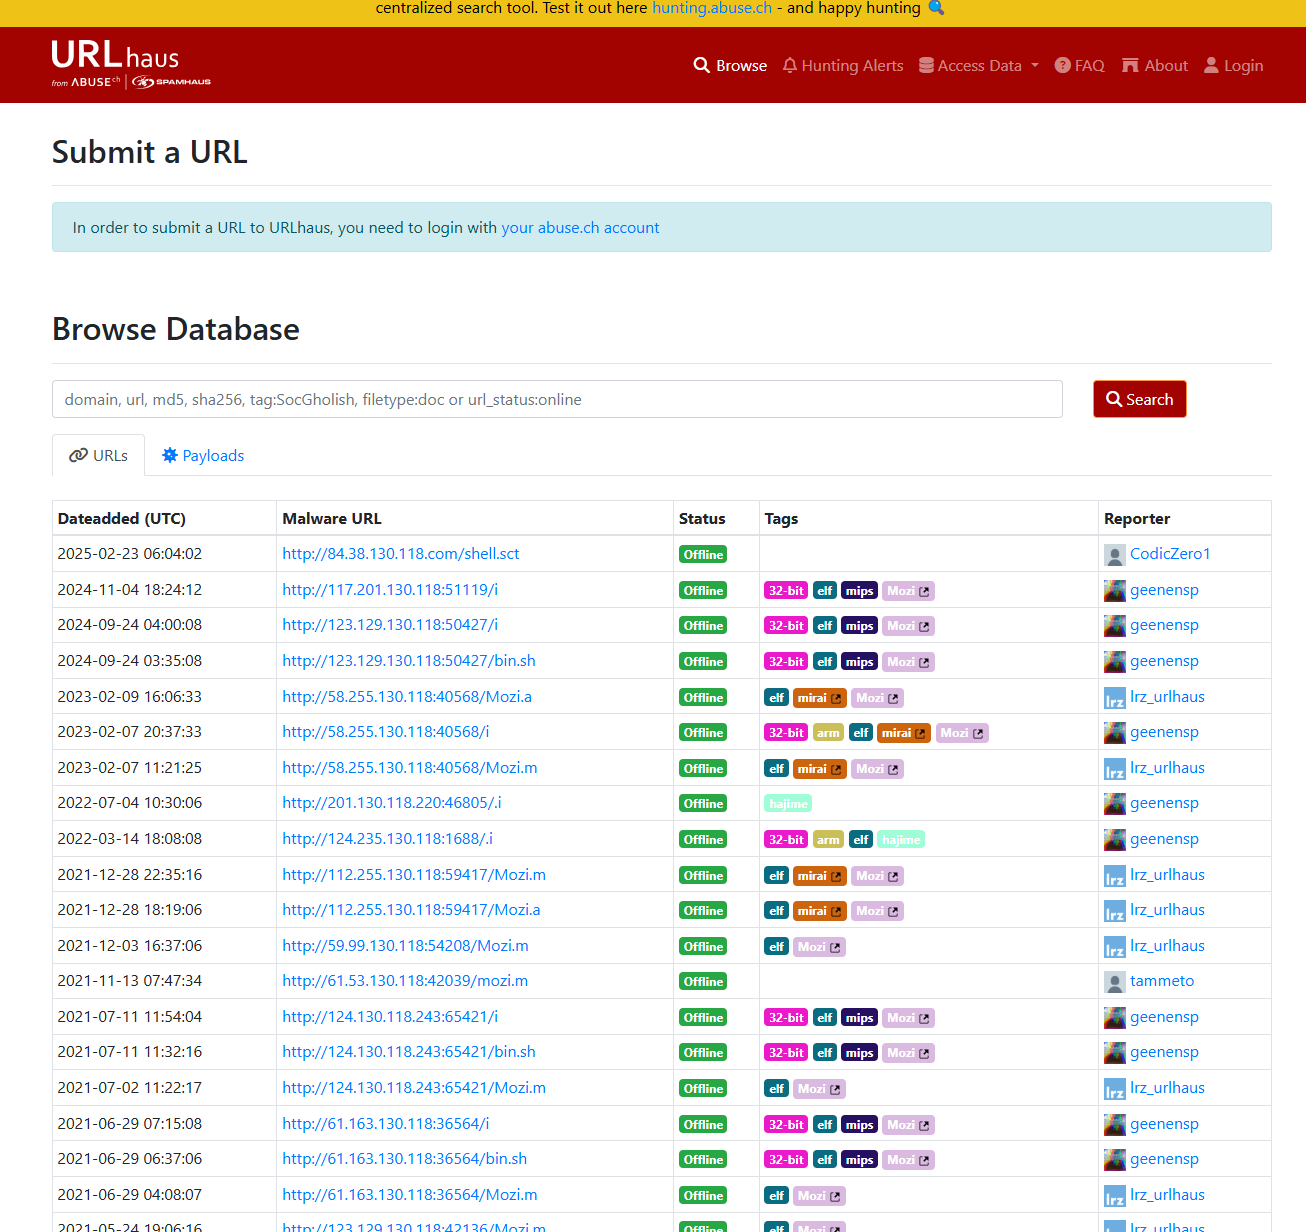 centralized search tool. Test it out here hunting.abuse.ch - and happy hunting
URLhaus
from ABUSE ch | SPAMHAUS
Browse Hunting Alerts Access Data FAQ About Login
Submit a URL
In order to submit a URL to URLhaus, you need to login with your abuse.ch account
Browse Database
domain, url, md5, sha256, tag:SocGholish, filetype:doc or url_status:online
Search
URLs Payloads
Dateadded (UTC) Malware URL Status Tags Reporter
2025-02-23 06:04:02 http://84.38.130.118.com/shell.sct Offline CodicZero1
2024-11-04 18:24:12 http://117.201.130.118:51119/i Offline 32-bit elf mips Mozi geenensp
2024-09-24 04:00:08 http://123.129.130.118:50427/i Offline 32-bit elf mips Mozi geenensp
2024-09-24 03:35:08 http://123.129.130.118:50427/bin.sh Offline 32-bit elf mips Mozi geenensp
2023-02-09 16:06:33 http://58.255.130.118:40568/Mozi.a Offline elf mirai Mozi lrz lrz_urlhaus
2023-02-07 20:37:33 http://58.255.130.118:40568/i Offline 32-bit arm elf mirai Mozi geenensp
2023-02-07 11:21:25 http://58.255.130.118:40568/Mozi.m Offline elf mirai Mozi lrz lrz_urlhaus
2022-07-04 10:30:06 http://201.130.118.220:46805/.i Offline hajime geenensp
2022-03-14 18:08:08 http://124.235.130.118:1688/.i Offline 32-bit arm elf hajime geenensp
2021-12-28 22:35:16 http://112.255.130.118:59417/Mozi.m Offline elf mirai Mozi lrz lrz_urlhaus
2021-12-28 18:19:06 http://112.255.130.118:59417/Mozi.a Offline elf mirai Mozi lrz lrz_urlhaus
2021-12-03 16:37:06 http://59.99.130.118:54208/Mozi.m Offline elf Mozi lrz lrz_urlhaus
2021-11-13 07:47:34 http://61.53.130.118:42039/mozi.m Offline tammeto
2021-07-11 11:54:04 http://124.130.118.243:65421/i Offline 32-bit elf mips Mozi geenensp
2021-07-11 11:32:16 http://124.130.118.243:65421/bin.sh Offline 32-bit elf mips Mozi geenensp
2021-07-02 11:22:17 http://124.130.118.243:65421/Mozi.m Offline elf Mozi lrz lrz_urlhaus
2021-06-29 07:15:08 http://61.163.130.118:36564/i Offline 32-bit elf mips Mozi geenensp
2021-06-29 06:37:06 http://61.163.130.118:36564/bin.sh Offline 32-bit elf mips Mozi geenensp
2021-06-29 04:08:07 http://61.163.130.118:36564/Mozi.m Offline elf Mozi lrz lrz_urlhaus
2021-05-24 19:06:16 http://123.129.130.118:42136/Mozi.m Offline elf Mozi lrz_urlhaus